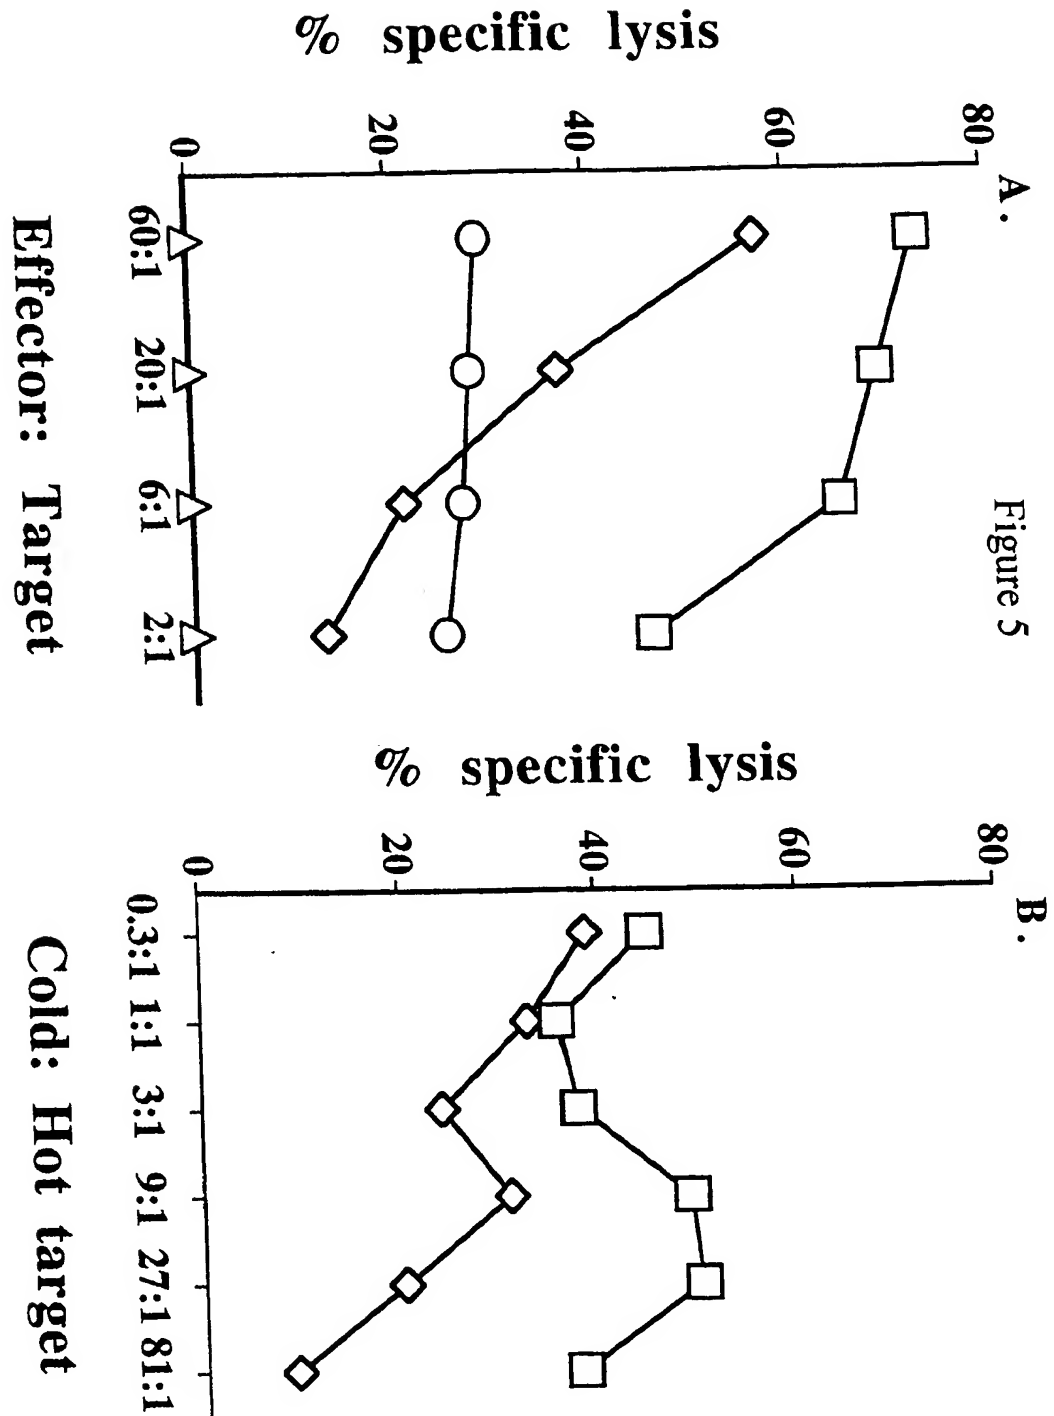 Figure 5
A.
% specific lysis
80
60
40
20
0
60:1 20:1 6:1 2:1
Effector: Target
B.
% specific lysis
80
60
40
20
0
0.3:1 1:1 3:1 9:1 27:1 81:1
Cold: Hot target